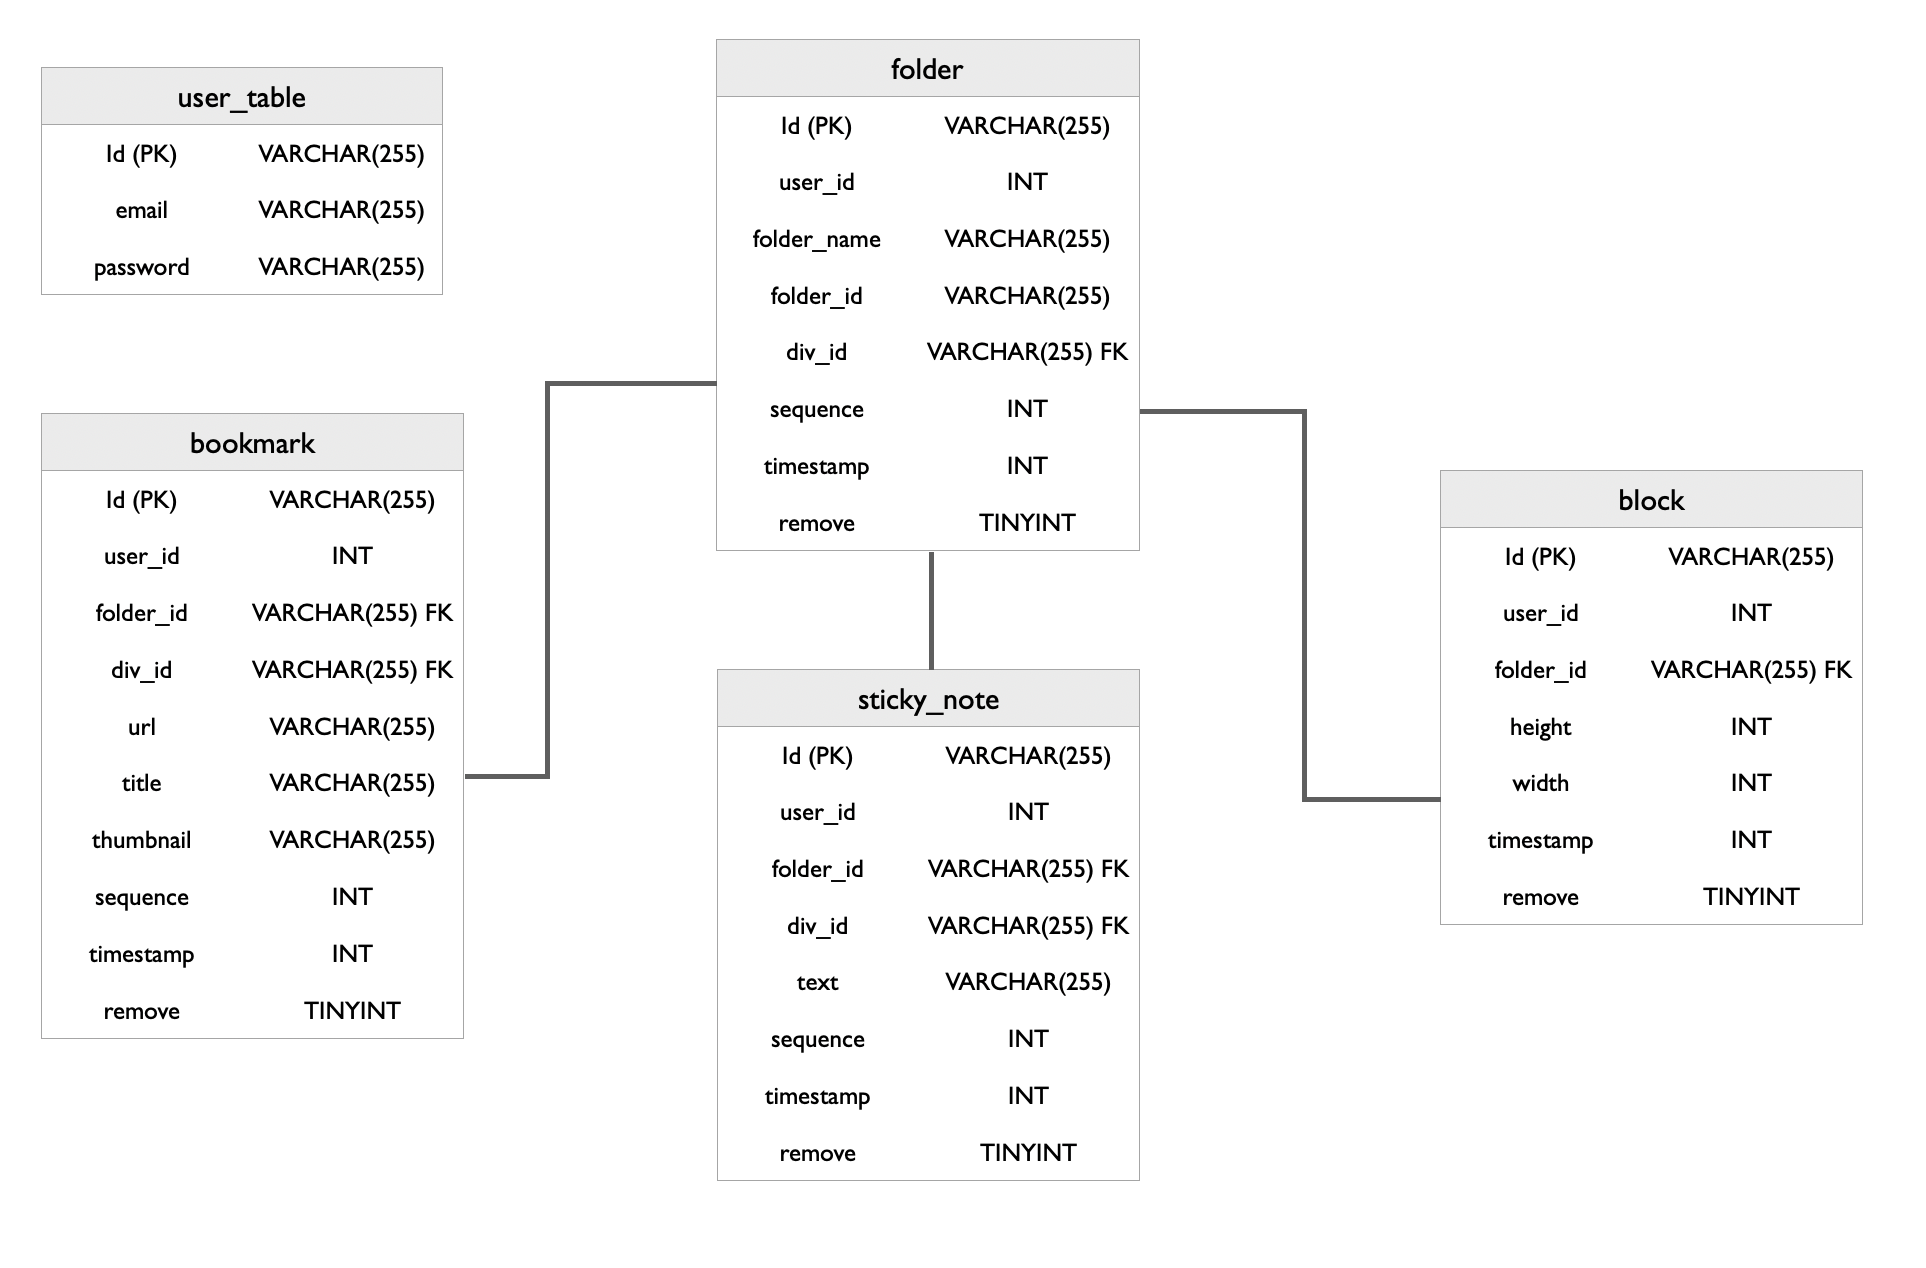 user_table
Id (PK) VARCHAR(255)
email VARCHAR(255)
password VARCHAR(255)
folder
Id (PK) VARCHAR(255)
user_id INT
folder_name VARCHAR(255)
folder_id VARCHAR(255)
div_id VARCHAR(255) FK
sequence INT
timestamp INT
remove TINYINT
bookmark
Id (PK) VARCHAR(255)
user_id INT
folder_id VARCHAR(255) FK
div_id VARCHAR(255) FK
url VARCHAR(255)
title VARCHAR(255)
thumbnail VARCHAR(255)
sequence INT
timestamp INT
remove TINYINT
sticky_note
Id (PK) VARCHAR(255)
user_id INT
folder_id VARCHAR(255) FK
div_id VARCHAR(255) FK
text VARCHAR(255)
sequence INT
timestamp INT
remove TINYINT
block
Id (PK) VARCHAR(255)
user_id INT
folder_id VARCHAR(255) FK
height INT
width INT
timestamp INT
remove TINYINT